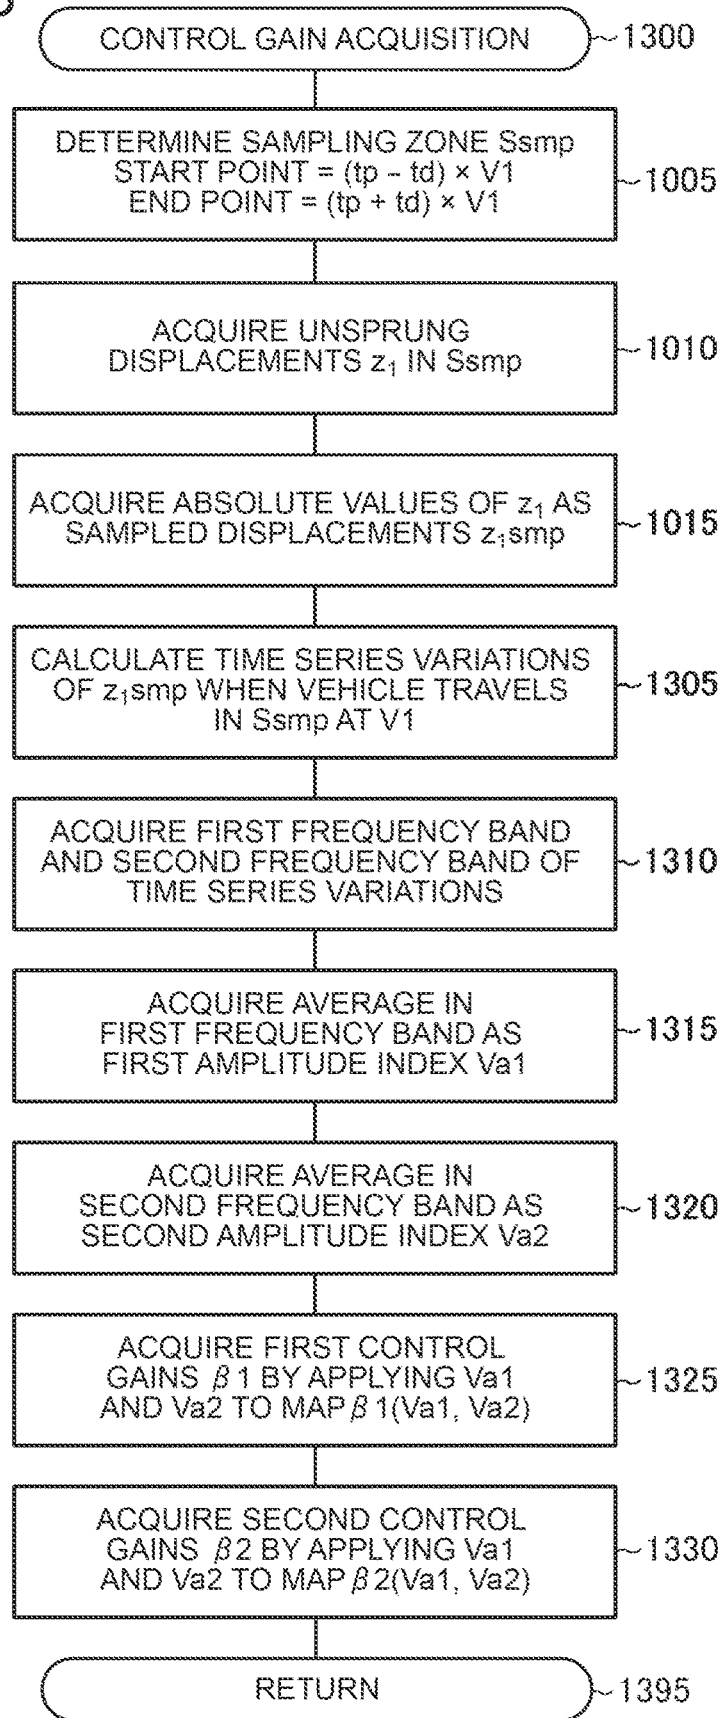 CONTROL GAIN ACQUISITION
1300
DETERMINE SAMPLING ZONE Ssmp
START POINT = (tp – td) × V1
END POINT = (tp + td) × V1
1005
ACQUIRE UNSPRUNG
DISPLACEMENTS z₁ IN Ssmp
1010
ACQUIRE ABSOLUTE VALUES OF z₁ AS
SAMPLED DISPLACEMENTS z₁smp
1015
CALCULATE TIME SERIES VARIATIONS
OF z₁smp WHEN VEHICLE TRAVELS
IN Ssmp AT V1
1305
ACQUIRE FIRST FREQUENCY BAND
AND SECOND FREQUENCY BAND OF
TIME SERIES VARIATIONS
1310
ACQUIRE AVERAGE IN
FIRST FREQUENCY BAND AS
FIRST AMPLITUDE INDEX Va1
1315
ACQUIRE AVERAGE IN
SECOND FREQUENCY BAND AS
SECOND AMPLITUDE INDEX Va2
1320
ACQUIRE FIRST CONTROL
GAINS β1 BY APPLYING Va1
AND Va2 TO MAP β1(Va1, Va2)
1325
ACQUIRE SECOND CONTROL
GAINS β2 BY APPLYING Va1
AND Va2 TO MAP β2(Va1, Va2)
1330
RETURN
1395